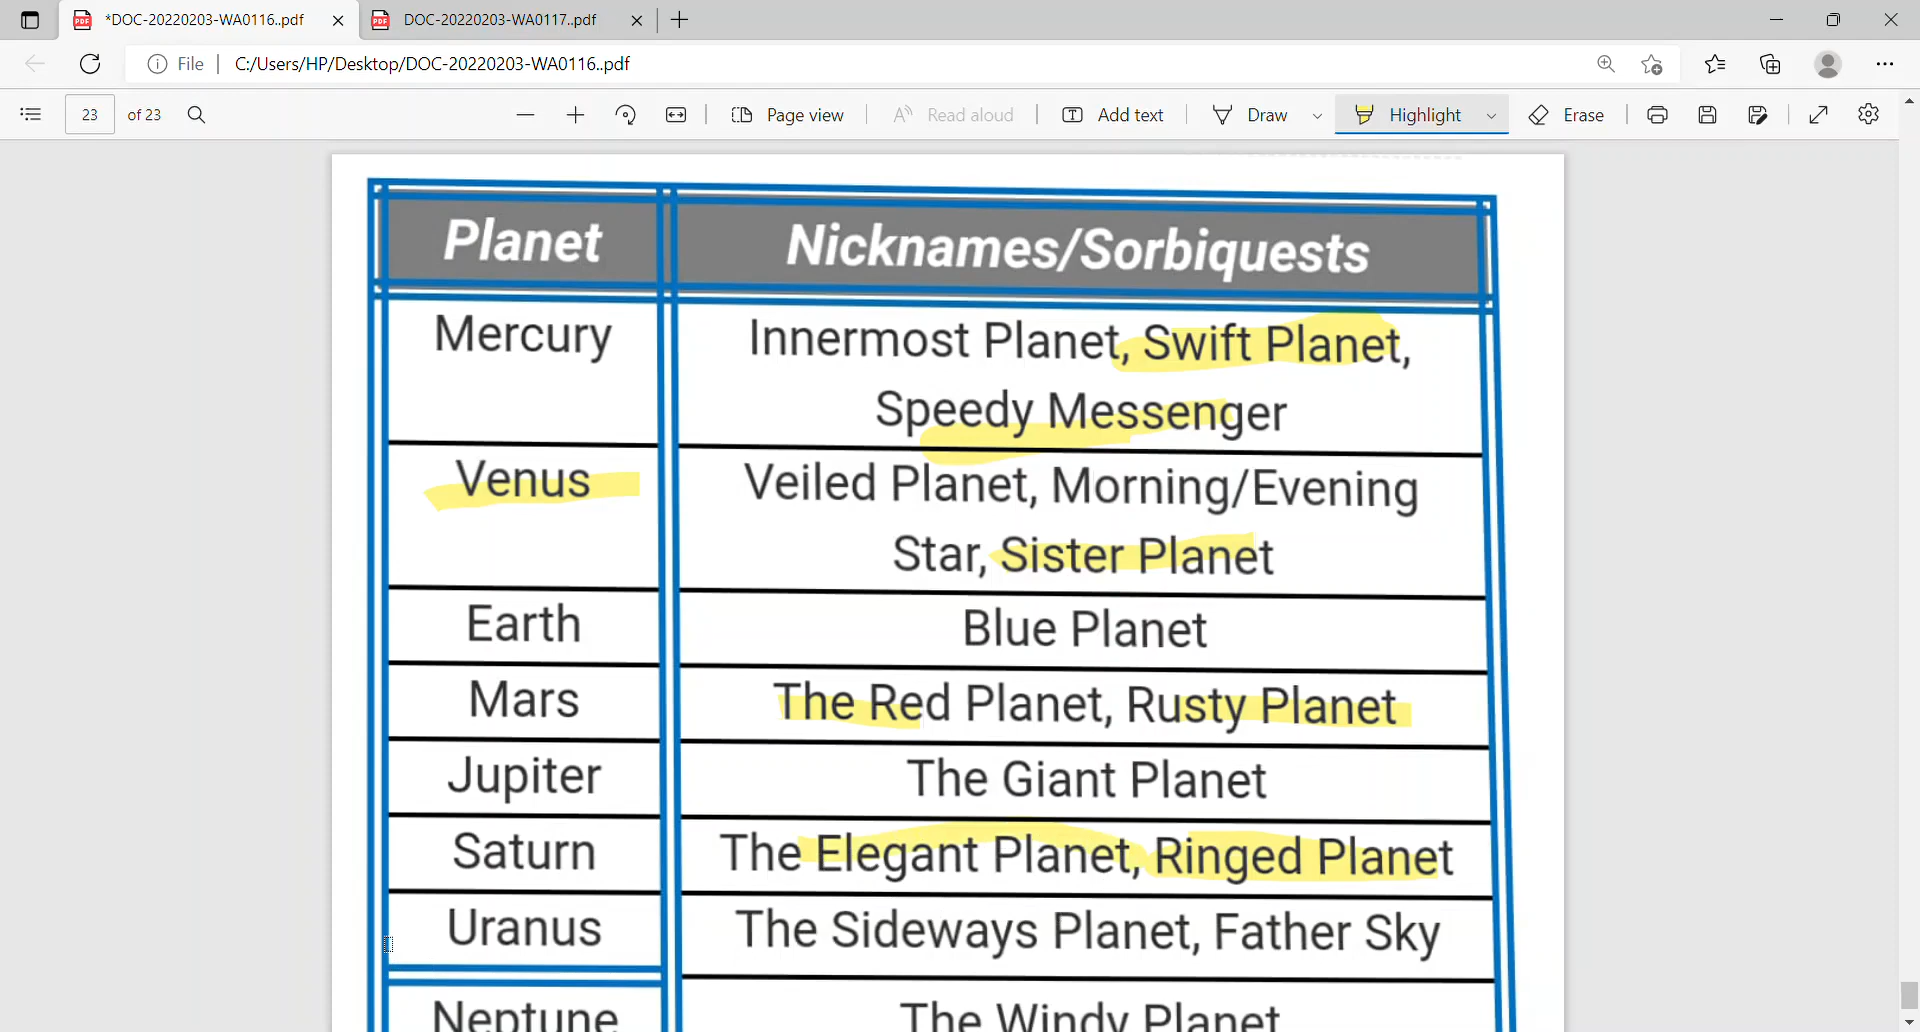 *DOC-20220203-WA0116..pdf
DOC-20220203-WA0117..pdf
File
C:/Users/HP/Desktop/DOC-20220203-WA0116..pdf
23 of 23
Page view
Read aloud
Add text
Draw
Highlight
Erase
Planet Nicknames/Sorbiquests
Mercury Innermost Planet, Swift Planet,
Speedy Messenger
Venus Veiled Planet, Morning/Evening
Star, Sister Planet
Earth Blue Planet
Mars The Red Planet, Rusty Planet
Jupiter The Giant Planet
Saturn The Elegant Planet, Ringed Planet
Uranus The Sideways Planet, Father Sky
Neptune The Windy Planet